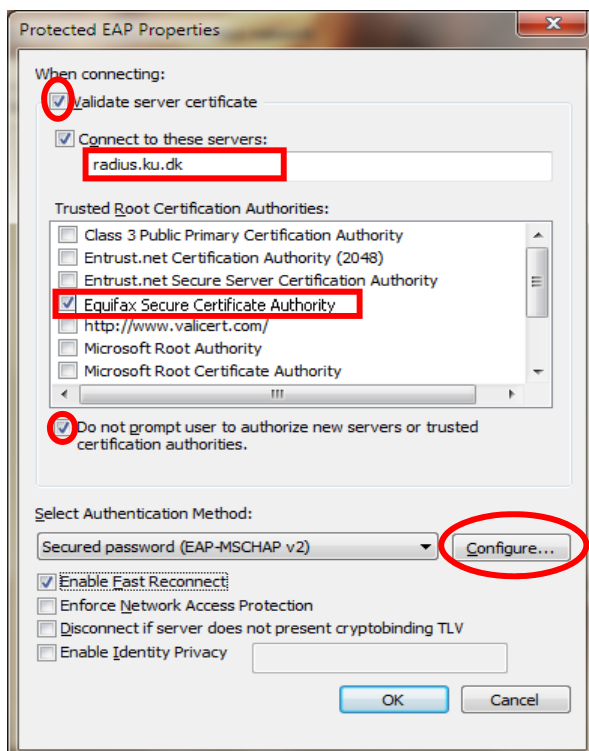 Protected EAP Properties
When connecting:
Validate server certificate
Connect to these servers:
radius.ku.dk
Trusted Root Certification Authorities:
Class 3 Public Primary Certification Authority
Entrust.net Certification Authority (2048)
Entrust.net Secure Server Certification Authority
Equifax Secure Certificate Authority
http://www.valicert.com/
Microsoft Root Authority
Microsoft Root Certificate Authority
Do not prompt user to authorize new servers or trusted
certification authorities.
Select Authentication Method:
Secured password (EAP-MSCHAP v2) Configure...
Enable Fast Reconnect
Enforce Network Access Protection
Disconnect if server does not present cryptobinding TLV
Enable Identity Privacy
OK Cancel